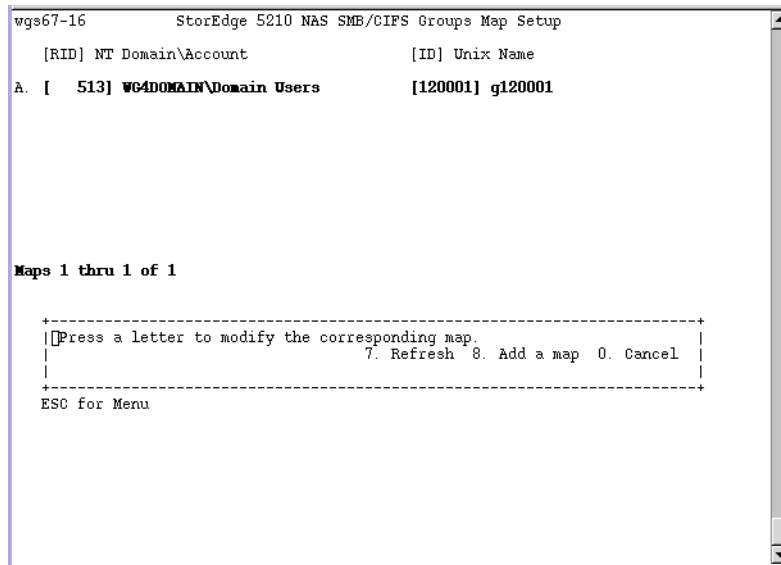 wgs67-16 StorEdge 5210 NAS SMB/CIFS Groups Map Setup
[RID] NT Domain\Account [ID] Unix Name
A. [ 513] WG4DOMAIN\Domain Users [120001] g120001
Maps 1 thru 1 of 1
Press a letter to modify the corresponding map.
7. Refresh 8. Add a map 0. Cancel
ESC for Menu